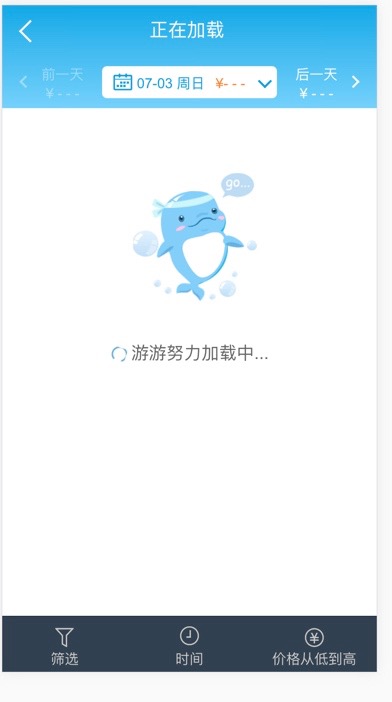 正在加载
前一天
¥---
07-03 周日 ¥---
后一天
¥---
go...
游游努力加载中...
筛选
时间
价格从低到高